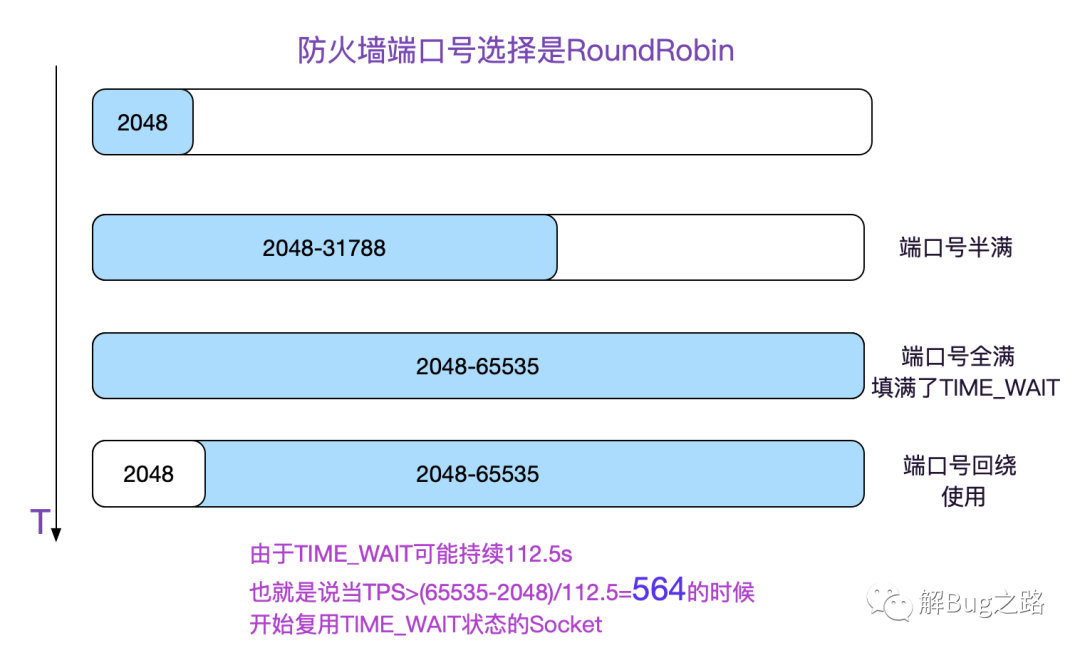 防火墙端口号选择是RoundRobin
2048
2048-31788
端口号半满
2048-65535
端口号全满
填满了TIME_WAIT
2048
2048-65535
端口号回绕
使用
T
由于TIME_WAIT可能持续112.5s
也就是说当TPS>(65535-2048)/112.5=564的时候
开始复用TIME_WAIT状态的Socket
解Bug之路